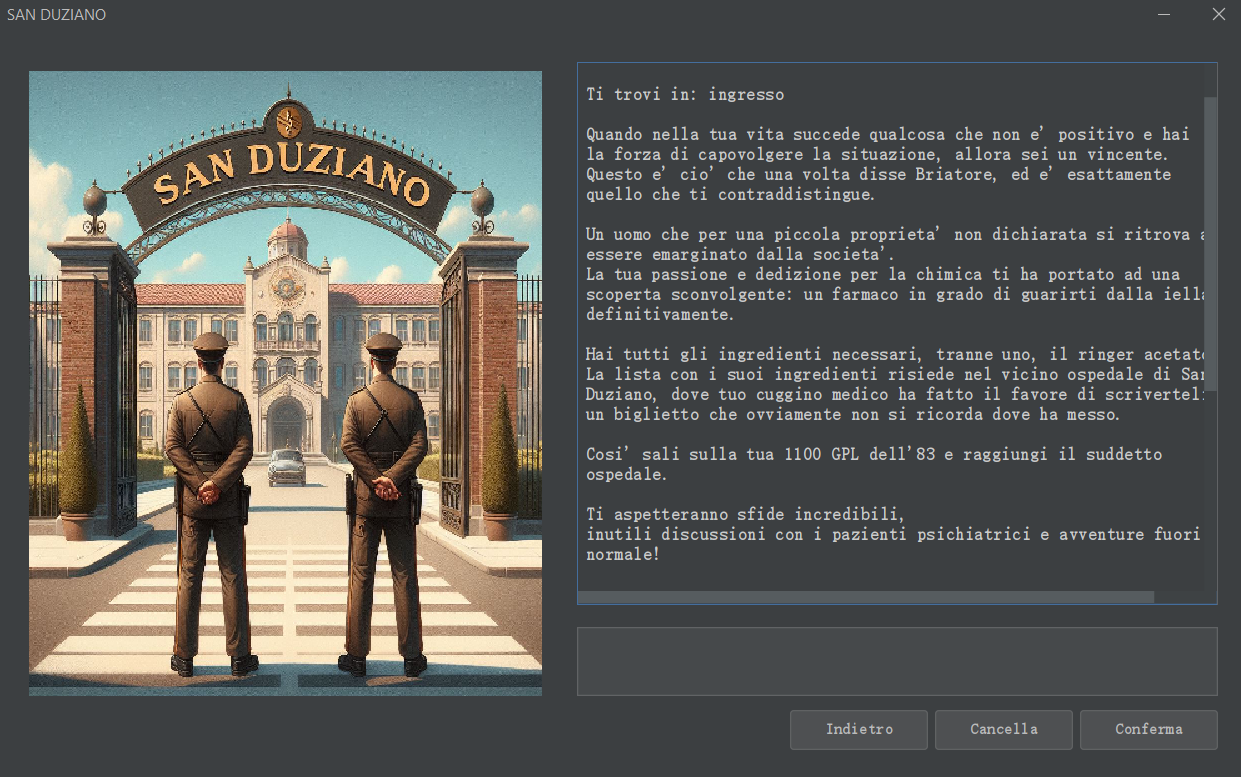 SAN DUZIANO
SAN DUZIANO
Ti trovi in: ingresso
Quando nella tua vita succede qualcosa che non e' positivo e hai
la forza di capovolgere la situazione, allora sei un vincente.
Questo e' cio' che una volta disse Briatore, ed e' esattamente
quello che ti contraddistingue.
Un uomo che per una piccola proprieta' non dichiarata si ritrova a
essere emarginato dalla societa'.
La tua passione e dedizione per la chimica ti ha portato ad una
scoperta sconvolgente: un farmaco in grado di guarirti dalla iella
definitivamente.
Hai tutti gli ingredienti necessari, tranne uno, il ringer acetato
La lista con i suoi ingredienti risiede nel vicino ospedale di San
Duziano, dove tuo cuggino medico ha fatto il favore di scriverteli
un biglietto che ovviamente non si ricorda dove ha messo.
Cosi' sali sulla tua 1100 GPL dell'83 e raggiungi il suddetto
ospedale.
Ti aspetteranno sfide incredibili,
inutili discussioni con i pazienti psichiatrici e avventure fuori
normale!
Indietro
Cancella
Conferma